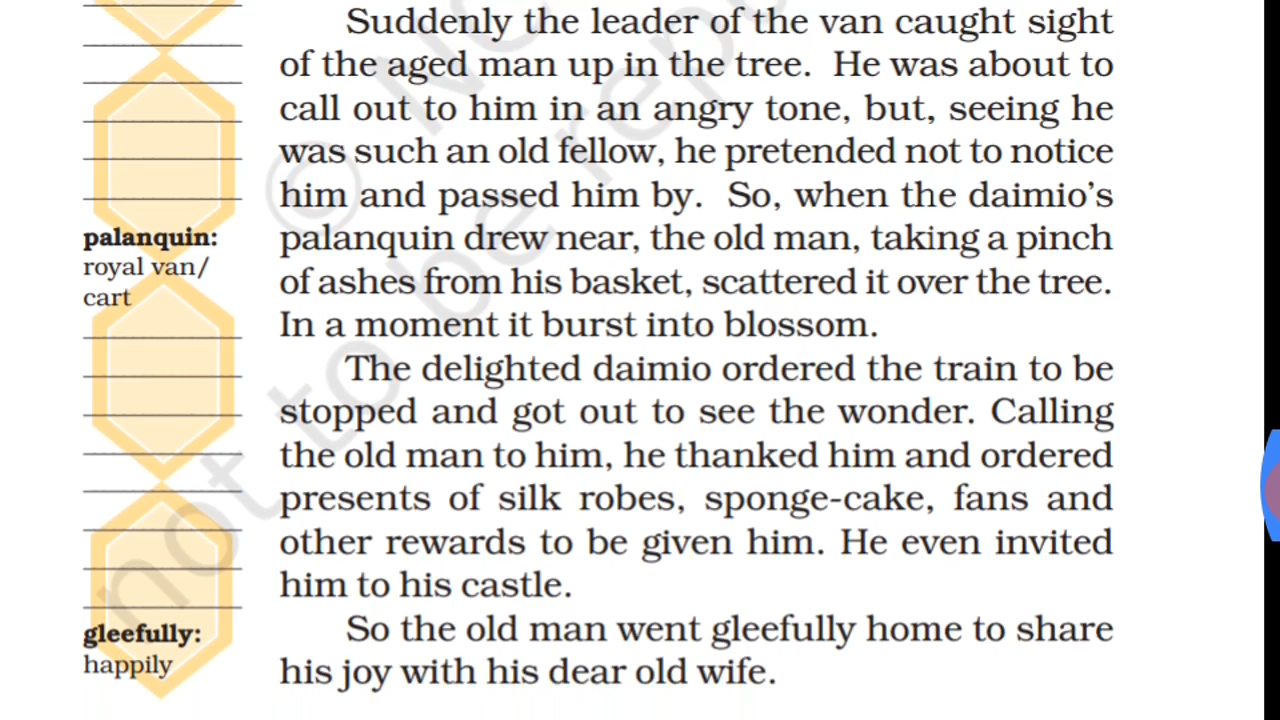 Suddenly the leader of the van caught sight
of the aged man up in the tree. He was about to
call out to him in an angry tone, but, seeing he
was such an old fellow, he pretended not to notice
him and passed him by. So, when the daimio's
palanquin drew near, the old man, taking a pinch
of ashes from his basket, scattered it over the tree.
In a moment it burst into blossom.
The delighted daimio ordered the train to be
stopped and got out to see the wonder. Calling
the old man to him, he thanked him and ordered
presents of silk robes, sponge-cake, fans and
other rewards to be given him. He even invited
him to his castle.
So the old man went gleefully home to share
his joy with his dear old wife.
palanquin:
royal van/
cart
gleefully:
happily
not to be rep
©